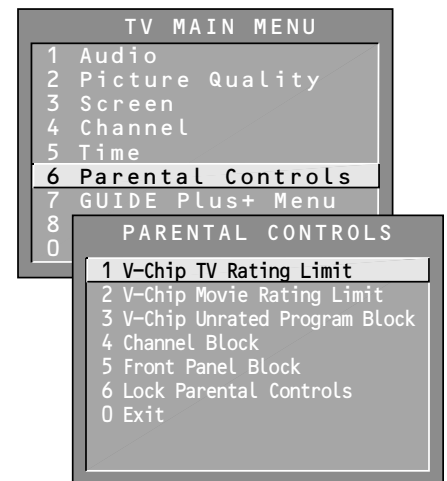 TV MAIN MENU
1 Audio
2 Picture Quality
3 Screen
4 Channel
5 Time
6 Parental Controls
7 GUIDE Plus+ Menu
8
0
PARENTAL CONTROLS
1 V-Chip TV Rating Limit
2 V-Chip Movie Rating Limit
3 V-Chip Unrated Program Block
4 Channel Block
5 Front Panel Block
6 Lock Parental Controls
0 Exit